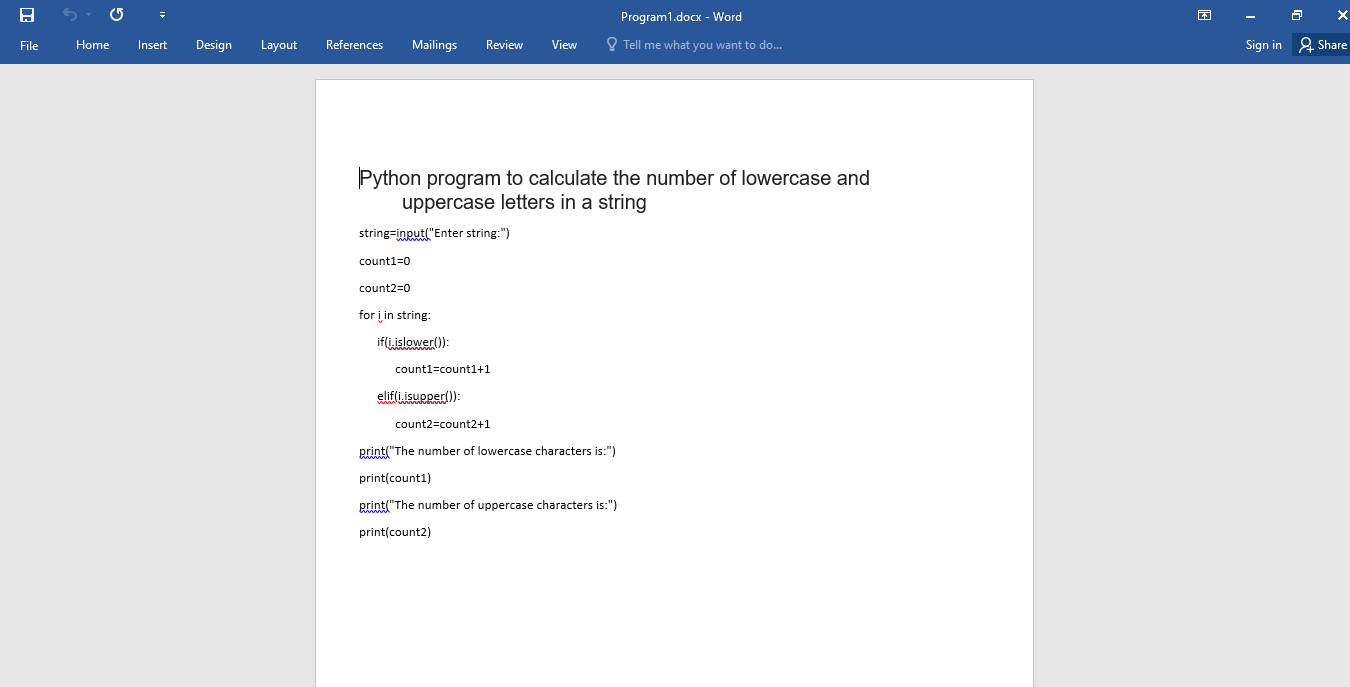 Program1.docx - Word
File Home Insert Design Layout References Mailings Review View Tell me what you want to do... Sign in Share
Python program to calculate the number of lowercase and
uppercase letters in a string
string=input("Enter string:")
count1=0
count2=0
for i in string:
if(i.islower()):
count1=count1+1
elif(i.isupper()):
count2=count2+1
print("The number of lowercase characters is:")
print(count1)
print("The number of uppercase characters is:")
print(count2)